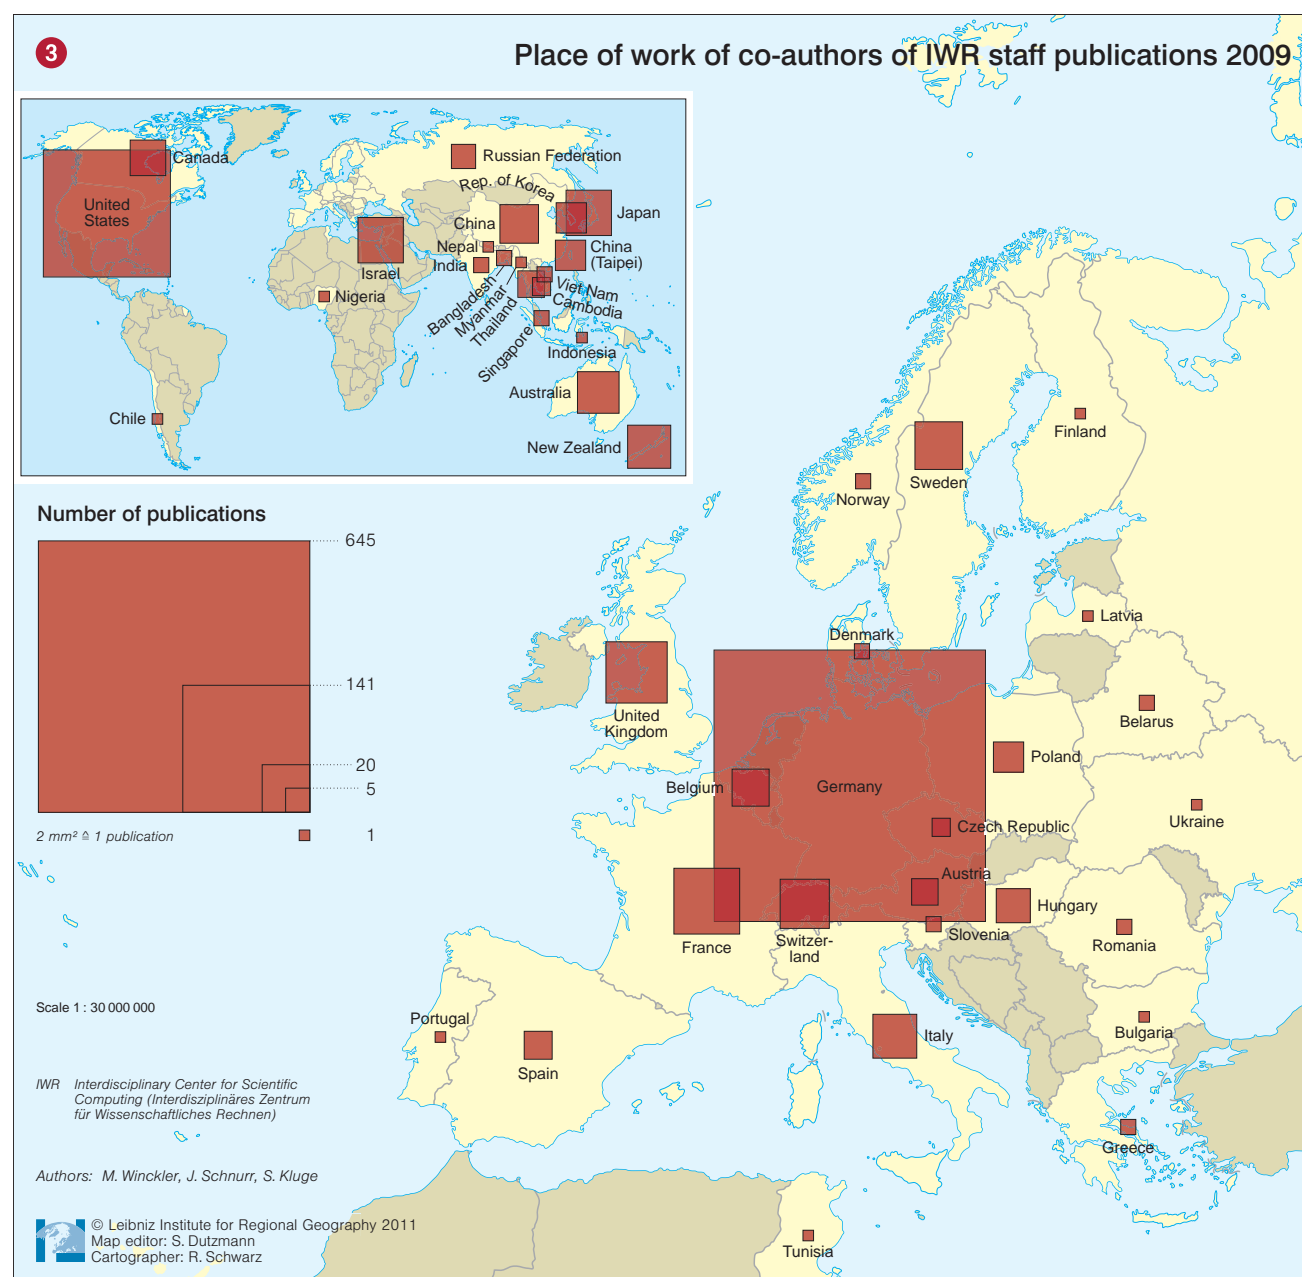 3
Place of work of co-authors of IWR staff publications 2009
Canada
United
States
Russian Federation
Rep. of Korea
Japan
China
China
(Taipei)
Nepal
India
Israel
Bangladesh
Myanmar
Thailand
Viet Nam
Cambodia
Singapore
Nigeria
Indonesia
Australia
Chile
New Zealand
Number of publications
645
141
20
5
2 mm² ≙ 1 publication
1
Finland
Sweden
Norway
Latvia
Denmark
Belarus
United
Kingdom
Poland
Belgium
Germany
Ukraine
Czech Republic
Austria
Hungary
Slovenia
Romania
France
Switzer-
land
Scale 1 : 30 000 000
Portugal
Spain
Italy
Bulgaria
Greece
Tunisia
IWR Interdisciplinary Center for Scientific
Computing (Interdisziplinäres Zentrum
für Wissenschaftliches Rechnen)
Authors: M. Winckler, J. Schnurr, S. Kluge
© Leibniz Institute for Regional Geography 2011
Map editor: S. Dutzmann
Cartographer: R. Schwarz